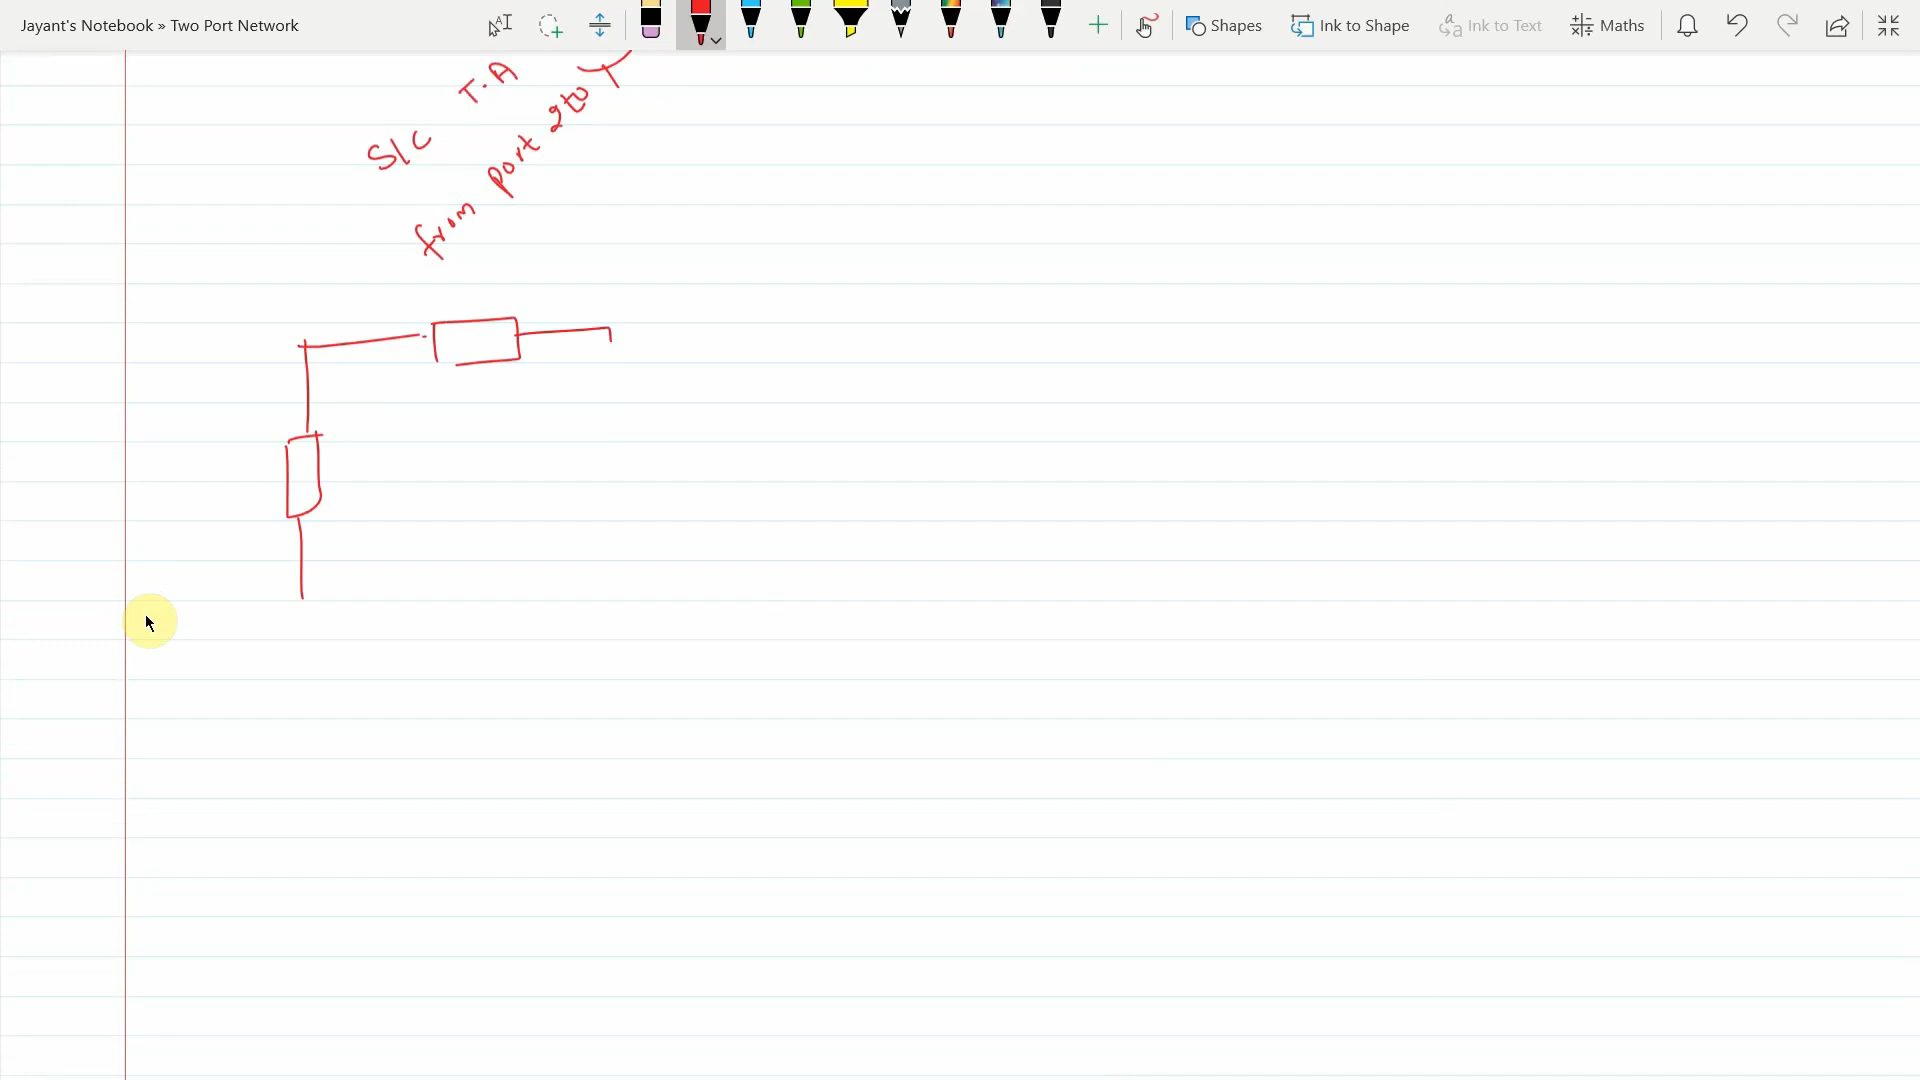 Jayant's Notebook » Two Port Network
Shapes
Ink to Shape
Ink to Text
Maths
S/C T.A
from port 2 to 1